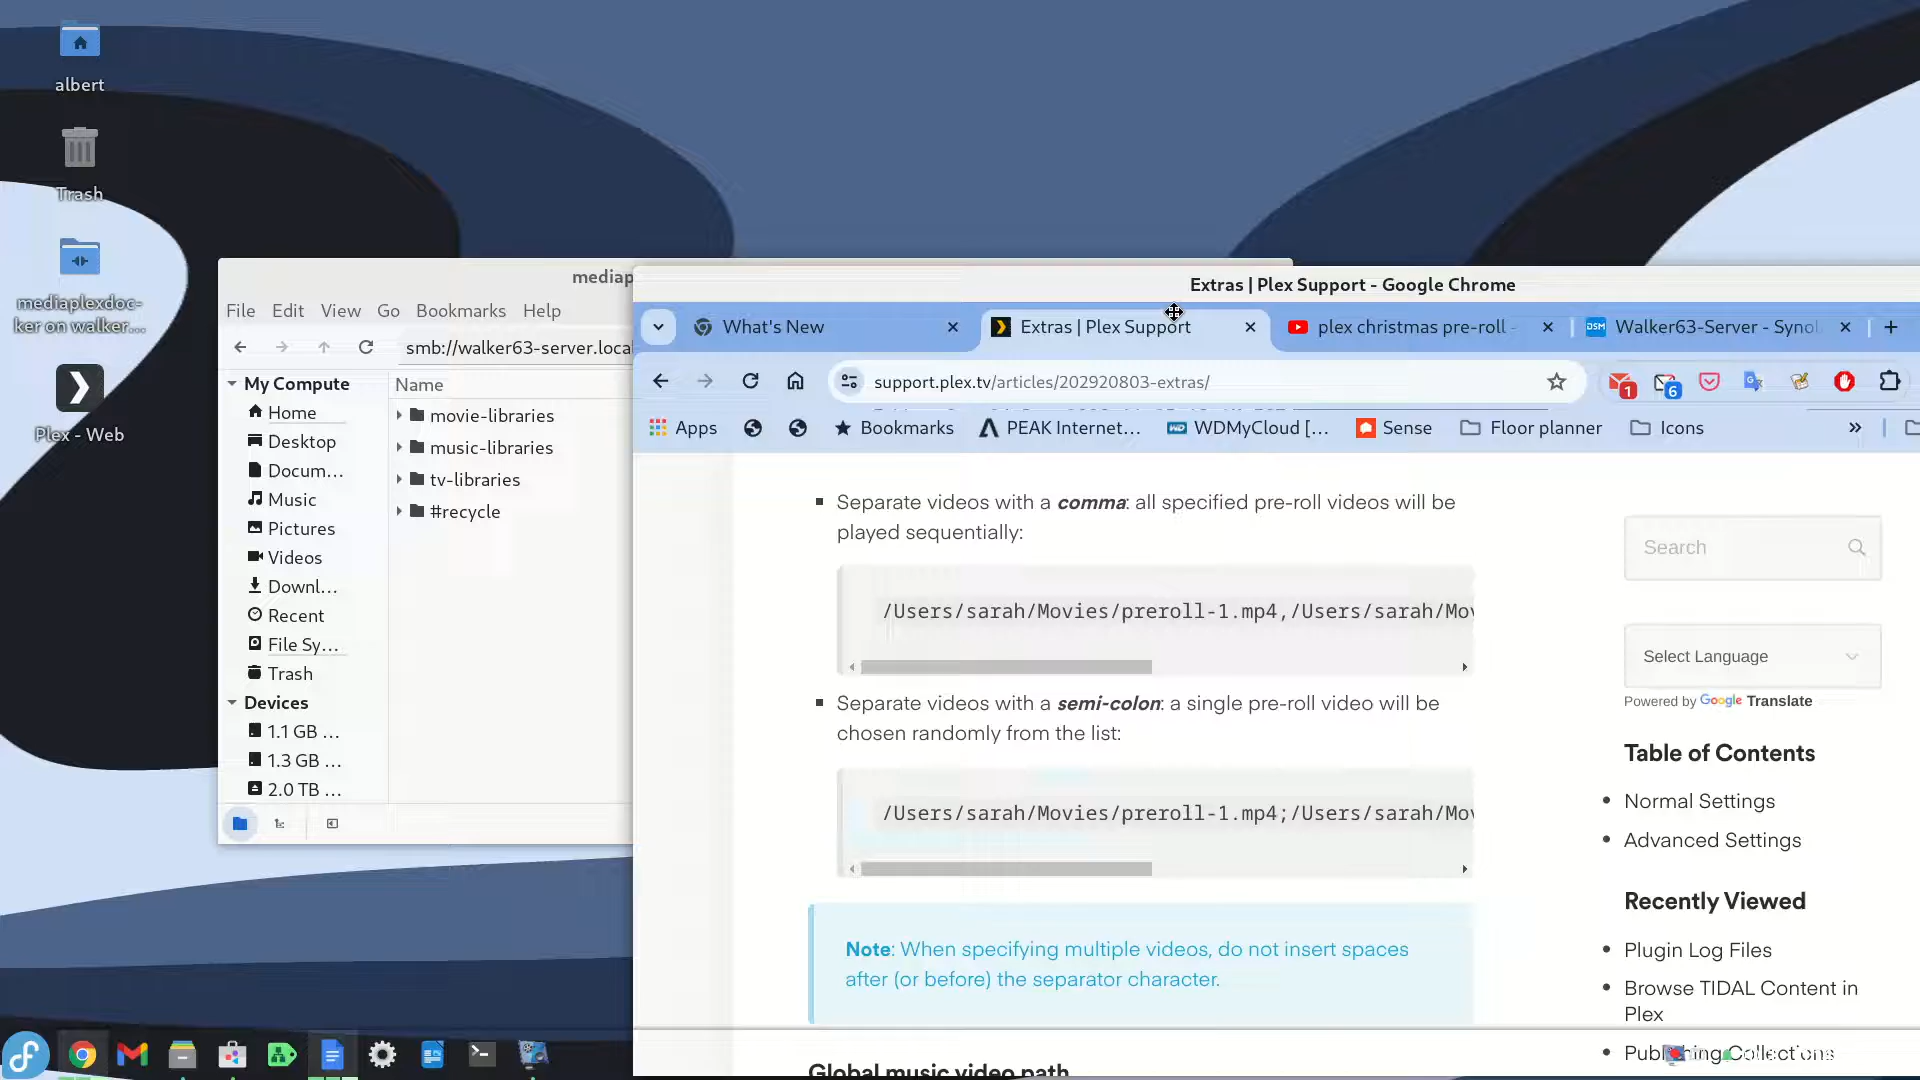 albert
Trash
mediaplexdoc-
ker on walker...
Plex - Web
mediap
File Edit View Go Bookmarks Help
smb://walker63-server.loca
My Compute
Home
Desktop
Docum...
Music
Pictures
Videos
Downl...
Recent
File Sy...
Trash
Devices
1.1 GB ...
1.3 GB ...
2.0 TB ...
Name
movie-libraries
music-libraries
tv-libraries
#recycle
Extras | Plex Support - Google Chrome
What's New
Extras | Plex Support
plex christmas pre-roll -
DSM
Walker63-Server - Syno
support.plex.tv/articles/202920803-extras/
1
6
Apps
Bookmarks
PEAK Internet...
WD
WDMyCloud [...
Sense
Floor planner
Icons
Separate videos with a comma: all specified pre-roll videos will be
played sequentially:
/Users/sarah/Movies/preroll-1.mp4,/Users/sarah/Mov
Separate videos with a semi-colon: a single pre-roll video will be
chosen randomly from the list:
/Users/sarah/Movies/preroll-1.mp4;/Users/sarah/Mov
Note: When specifying multiple videos, do not insert spaces
after (or before) the separator character.
Global music video path
Search
Select Language
Powered by Google Translate
Table of Contents
Normal Settings
Advanced Settings
Recently Viewed
Plugin Log Files
Browse TIDAL Content in
Plex
Publishing Collections